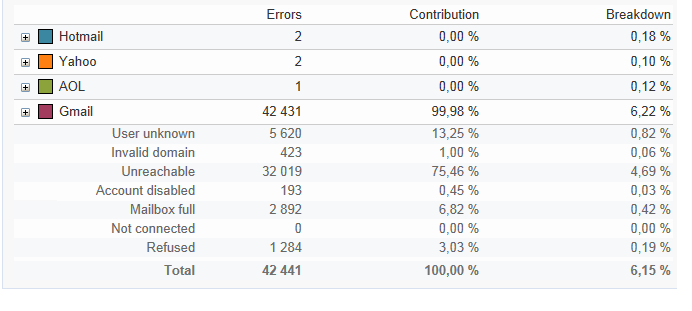 Errors Contribution Breakdown
Hotmail 2 0,00 % 0,18 %
Yahoo 2 0,00 % 0,10 %
AOL 1 0,00 % 0,12 %
Gmail 42 431 99,98 % 6,22 %
User unknown 5 620 13,25 % 0,82 %
Invalid domain 423 1,00 % 0,06 %
Unreachable 32 019 75,46 % 4,69 %
Account disabled 193 0,45 % 0,03 %
Mailbox full 2 892 6,82 % 0,42 %
Not connected 0 0,00 % 0,00 %
Refused 1 284 3,03 % 0,19 %
Total 42 441 100,00 % 6,15 %